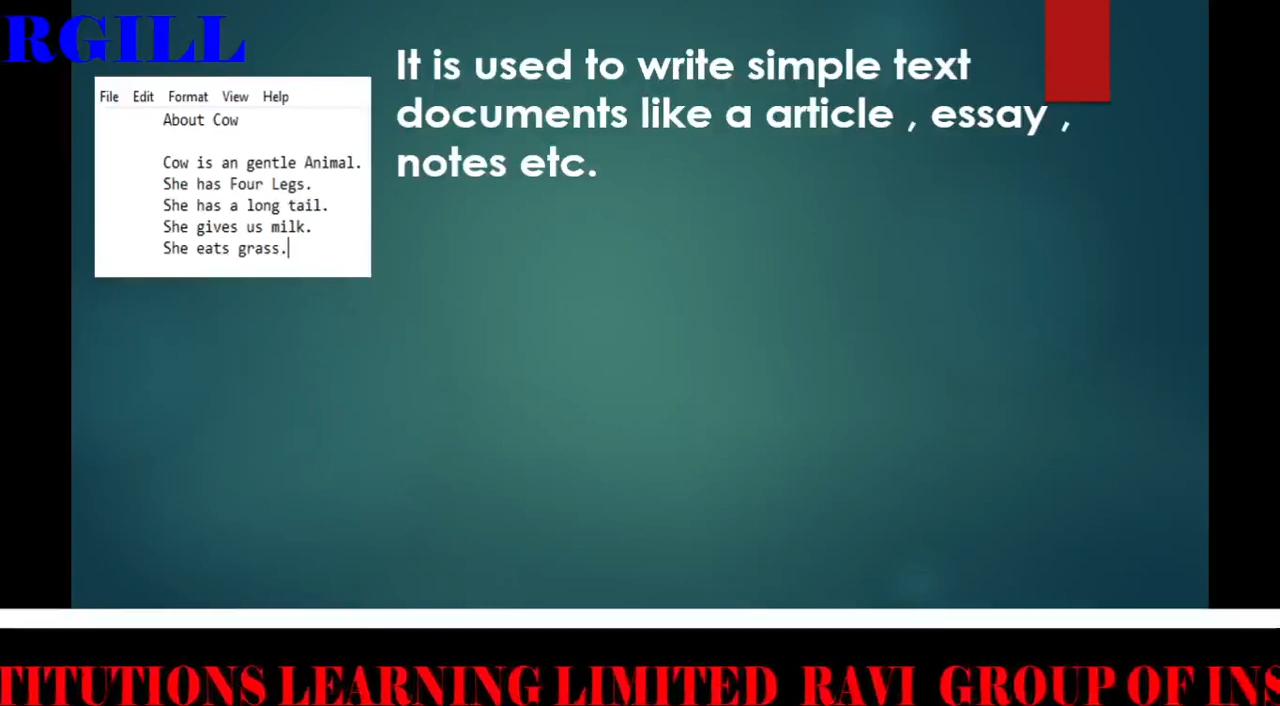 RGILL
File Edit Format View Help
About Cow
Cow is an gentle Animal.
She has Four Legs.
She has a long tail.
She gives us milk.
She eats grass.
It is used to write simple text
documents like a article , essay ,
notes etc.
TITUTIONS LEARNING LIMITED RAVI GROUP OF INS